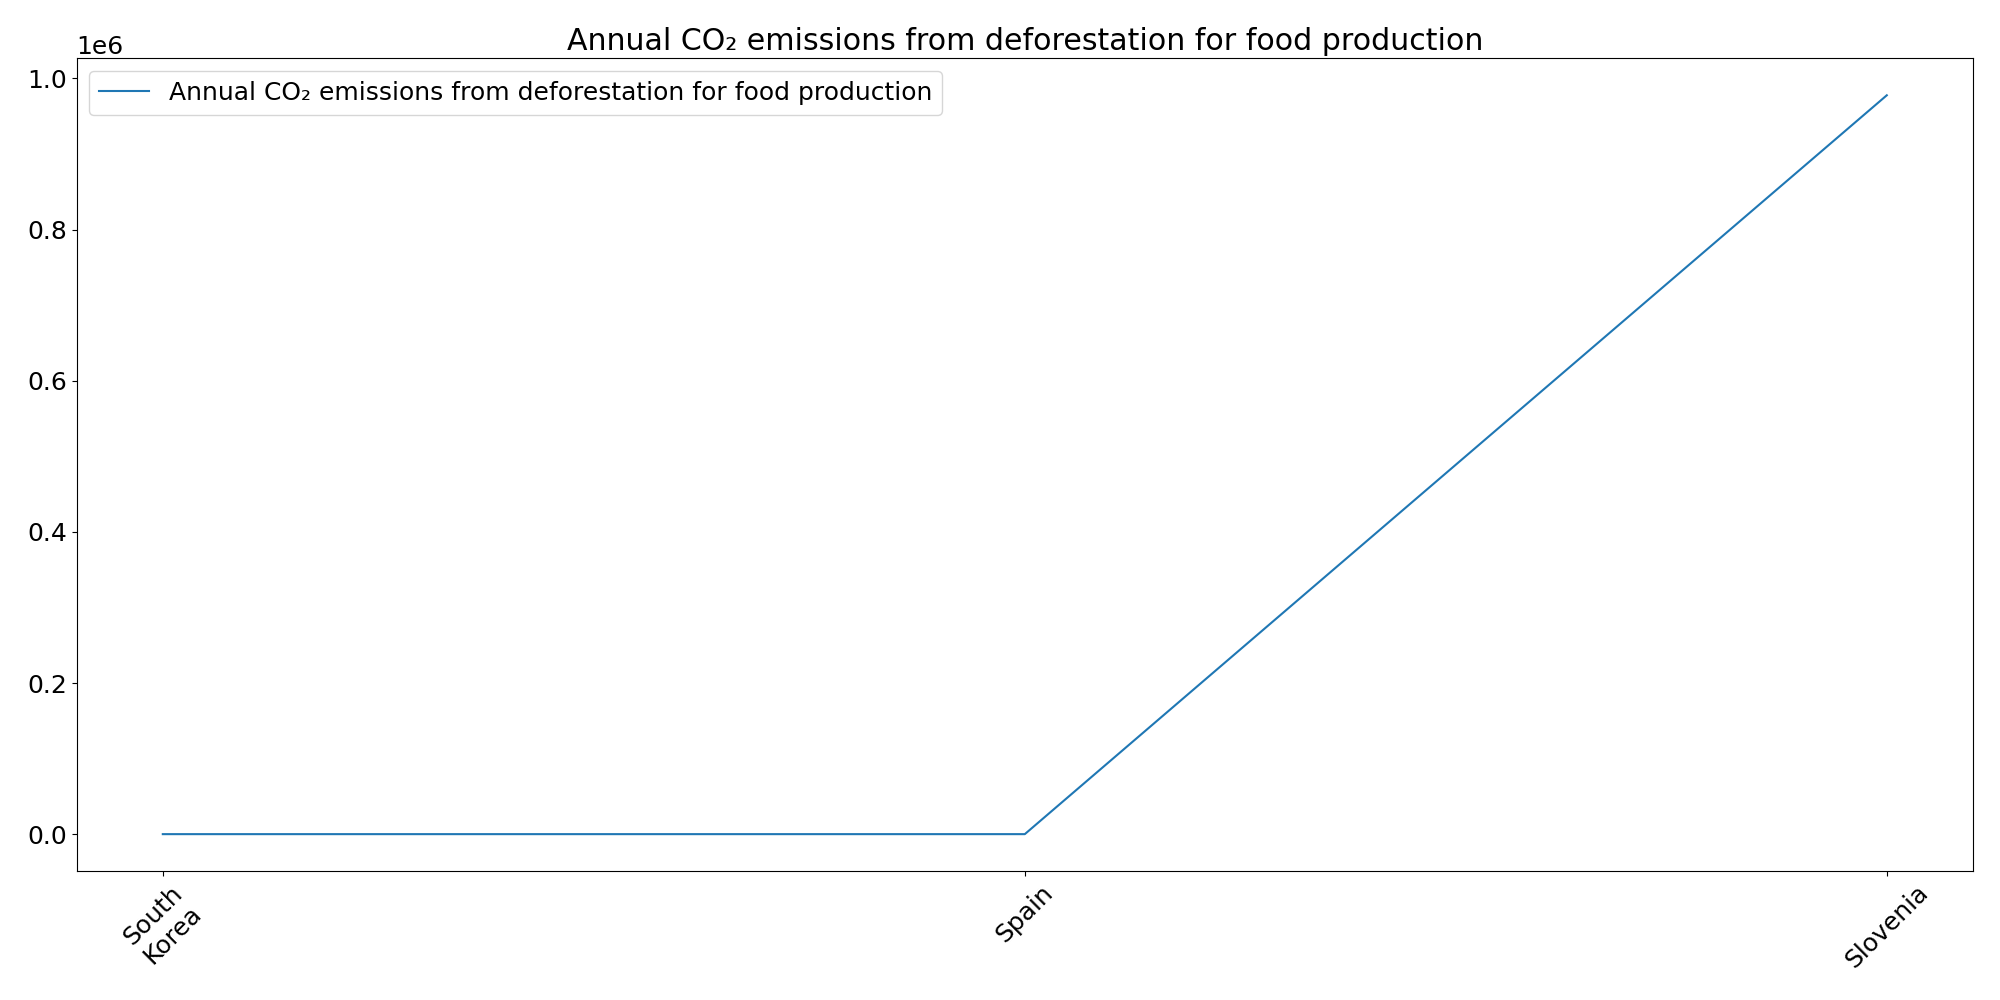 Annual CO₂ emissions from deforestation for food production
1e6
Annual CO₂ emissions from deforestation for food production
1.0
0.8
0.6
0.4
0.2
0.0
South
Korea
Spain
Slovenia